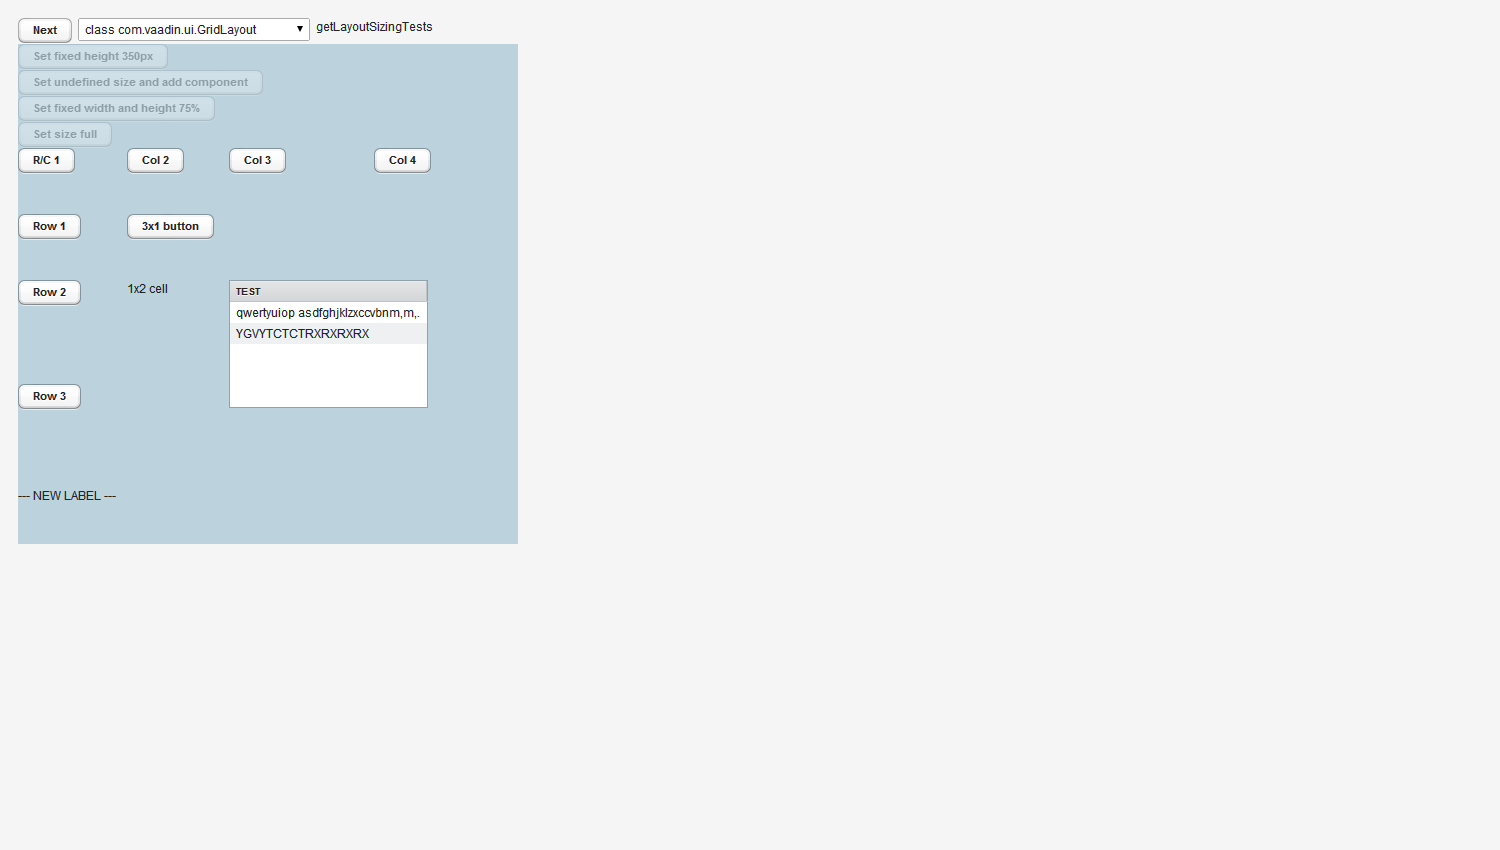 Next class com.vaadin.ui.GridLayout getLayoutSizingTests
Set fixed height 350px
Set undefined size and add component
Set fixed width and height 75%
Set size full
R/C 1 Col 2 Col 3 Col 4
Row 1 3x1 button
Row 2 1x2 cell TEST
qwertyuiop asdfghjklzxccvbnm,m,.
YGVYTCTCTRXRXRXRX
Row 3
--- NEW LABEL ---